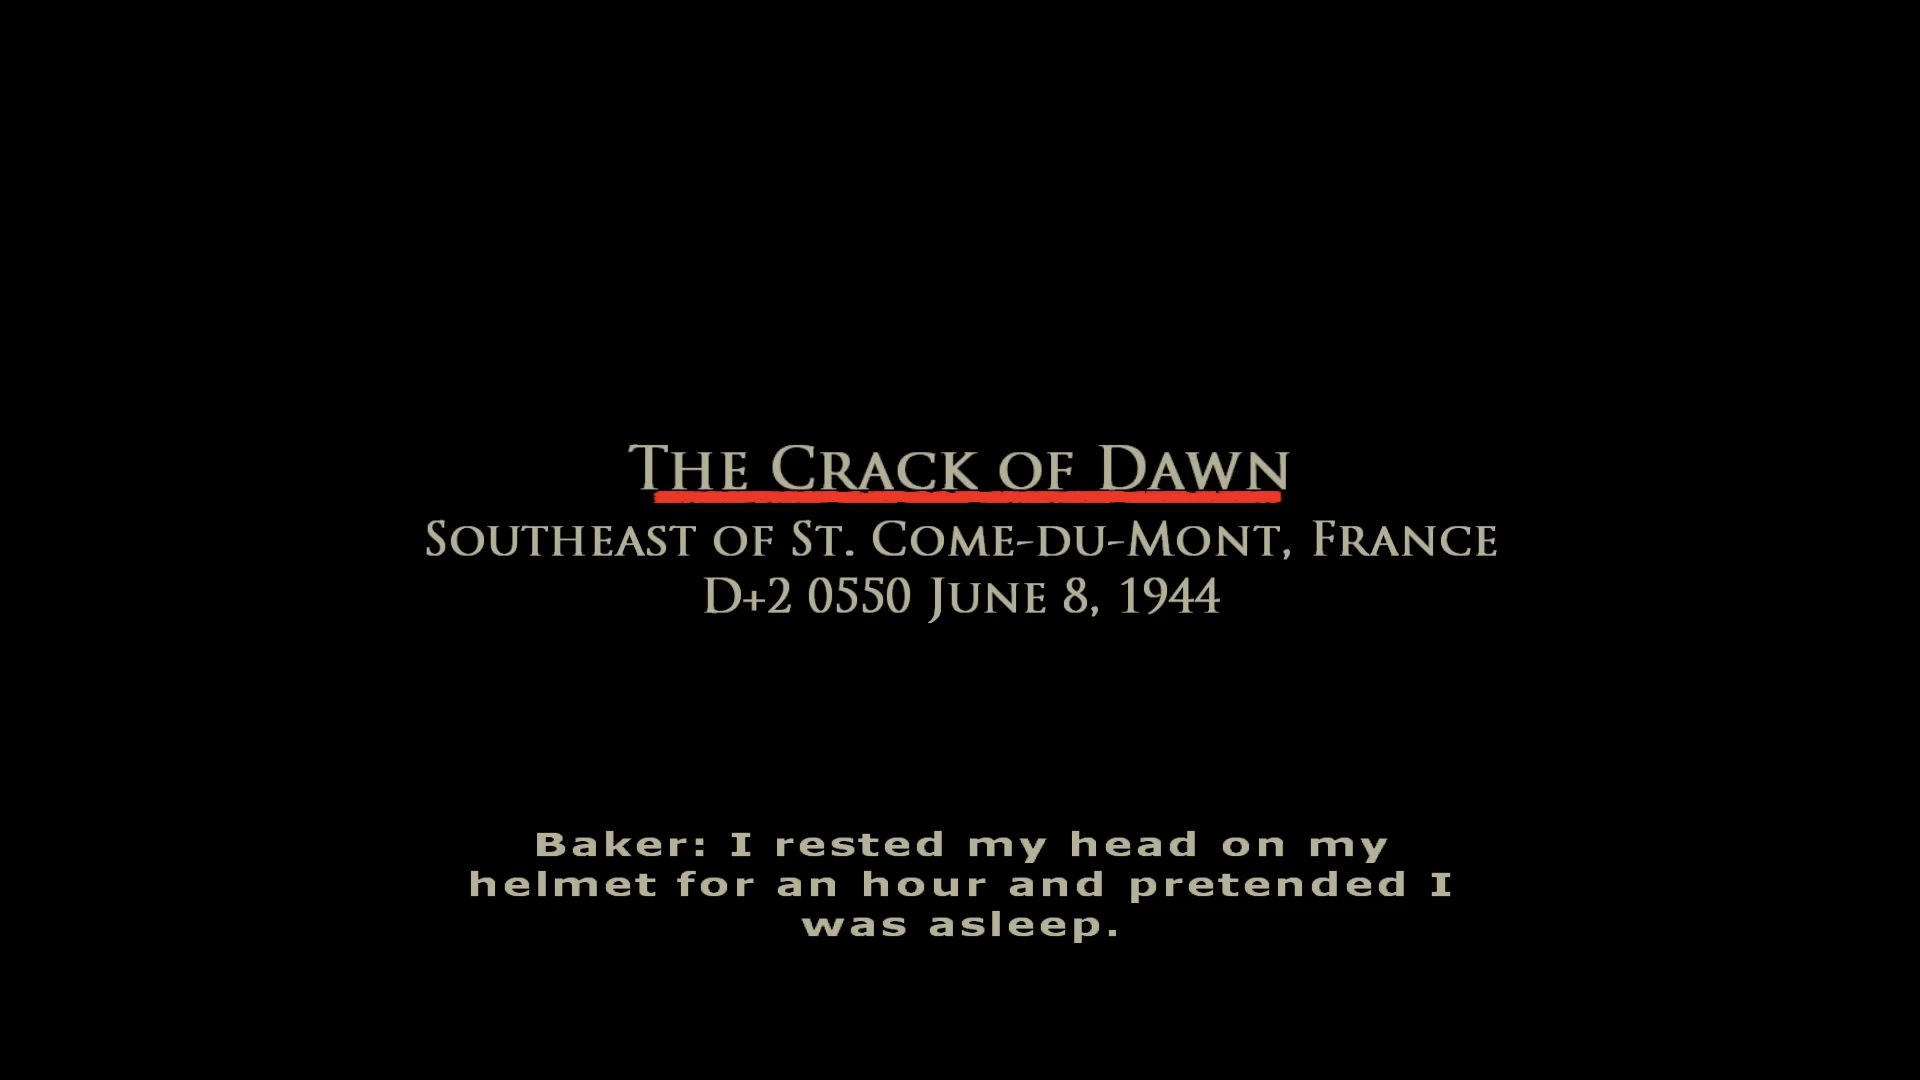 The Crack of Dawn
Southeast of St. Come-du-Mont, France
D+2 0550 June 8, 1944
Baker: I rested my head on my
helmet for an hour and pretended I
was asleep.